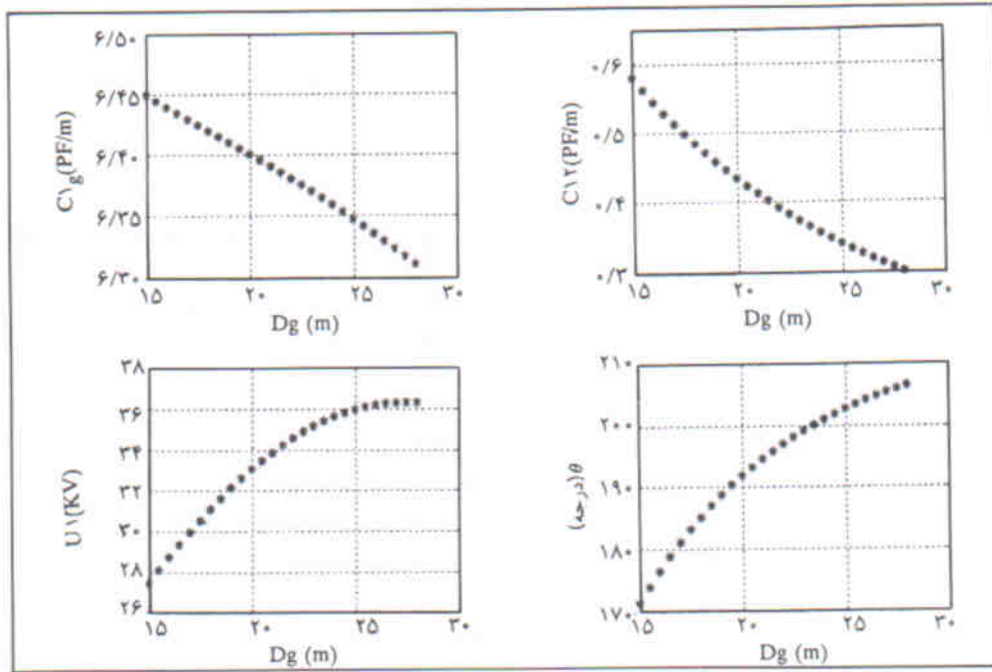 C۱g(PF/m)
۶/۵۰
۶/۴۵
۶/۴۰
۶/۳۵
۶/۳۰
۱۵ ۲۰ ۲۵ ۳۰
Dg (m)
C۱۲(PF/m)
۰/۶
۰/۵
۰/۴
۰/۳
۱۵ ۲۰ ۲۵ ۳۰
Dg (m)
U۱(KV)
۳۸
۳۶
۳۴
۳۲
۳۰
۲۸
۲۶
۱۵ ۲۰ ۲۵ ۳۰
Dg (m)
θ(درجه)
۲۱۰
۲۰۰
۱۹۰
۱۸۰
۱۷۰
۱۵ ۲۰ ۲۵ ۳۰
Dg (m)